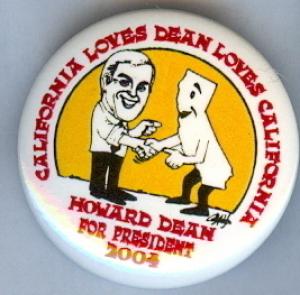 CALIFORNIA LOVES DEAN LOVES CALIFORNIA
HOWARD DEAN
FOR PRESIDENT
2004